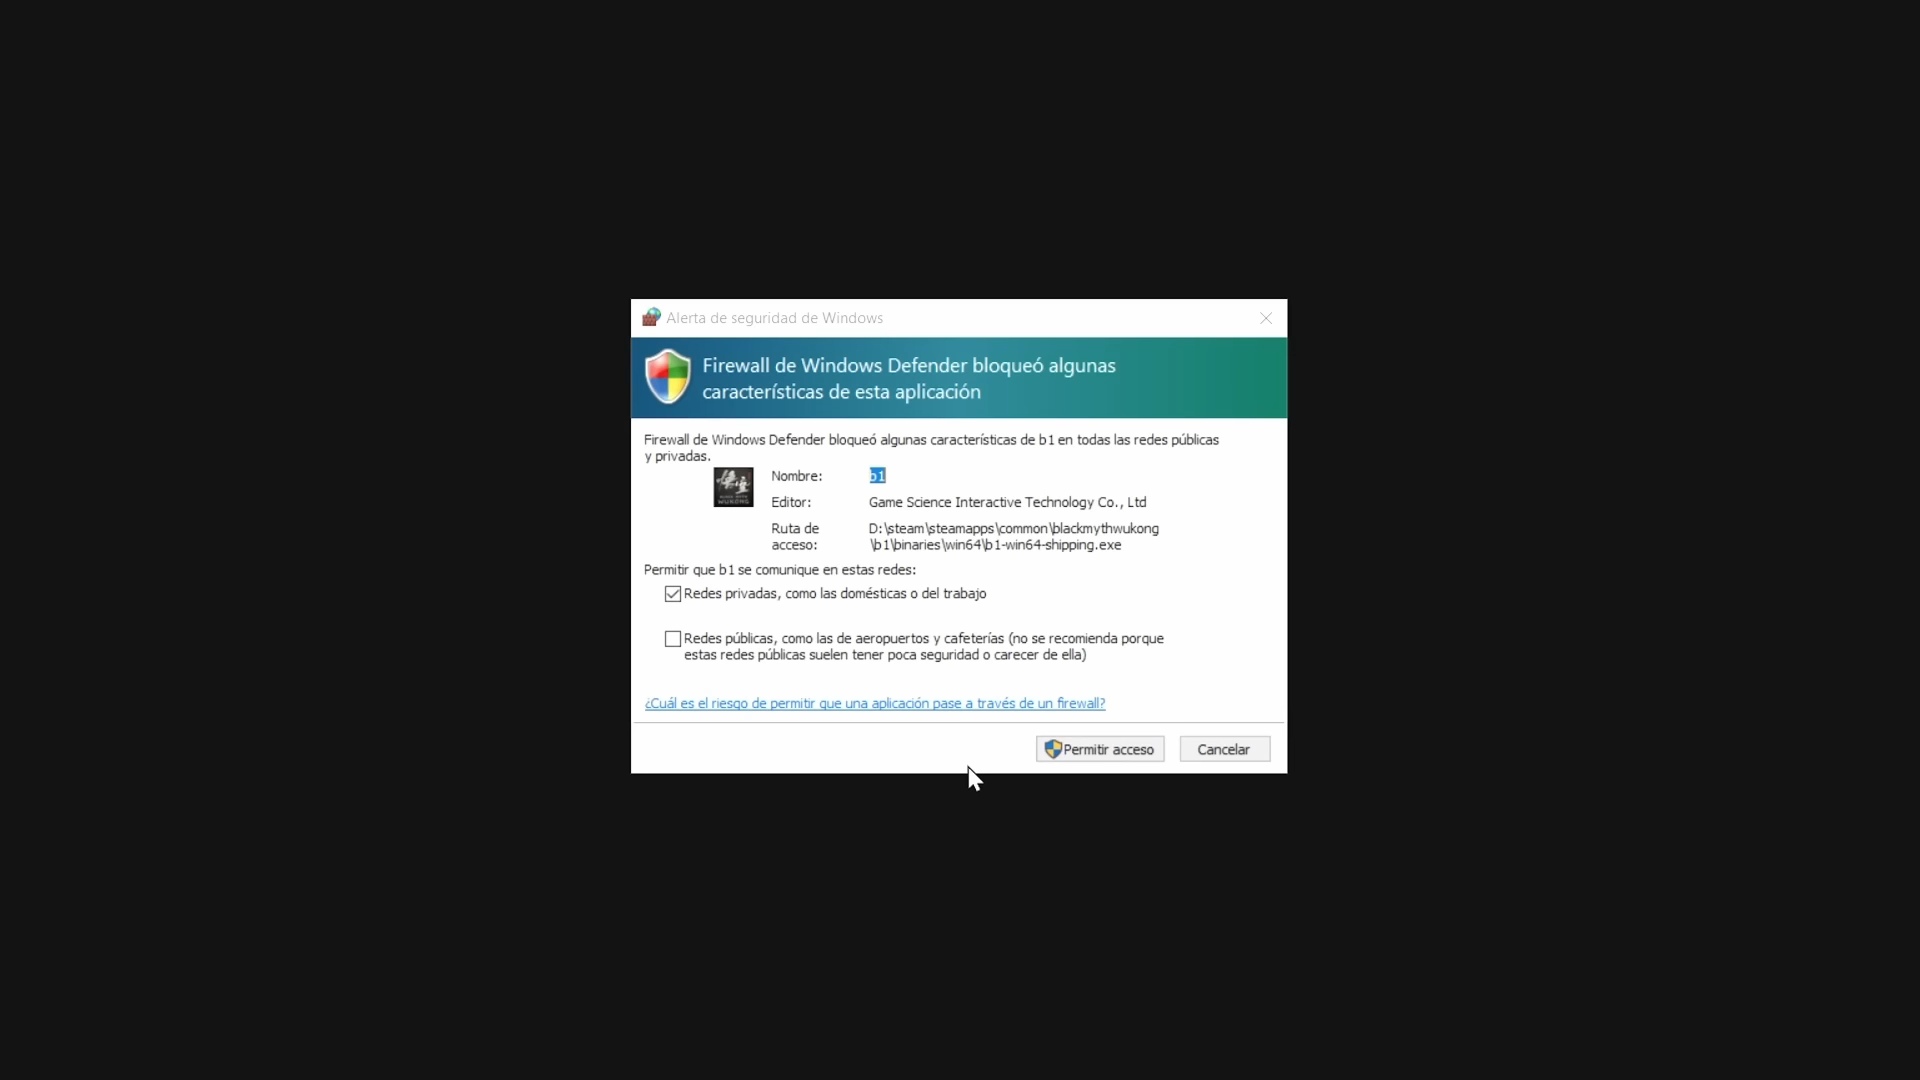 Alerta de seguridad de Windows
Firewall de Windows Defender bloqueó algunas
características de esta aplicación
Firewall de Windows Defender bloqueó algunas características de b1 en todas las redes públicas
y privadas.
Nombre: b1
Editor: Game Science Interactive Technology Co., Ltd
Ruta de acceso: D:\steam\steamapps\common\blackmythwukong
\b1\binaries\win64\b1-win64-shipping.exe
Permitir que b1 se comunique en estas redes:
Redes privadas, como las domésticas o del trabajo
Redes públicas, como las de aeropuertos y cafeterías (no se recomienda porque
estas redes públicas suelen tener poca seguridad o carecer de ella)
¿Cuál es el riesgo de permitir que una aplicación pase a través de un firewall?
Permitir acceso Cancelar